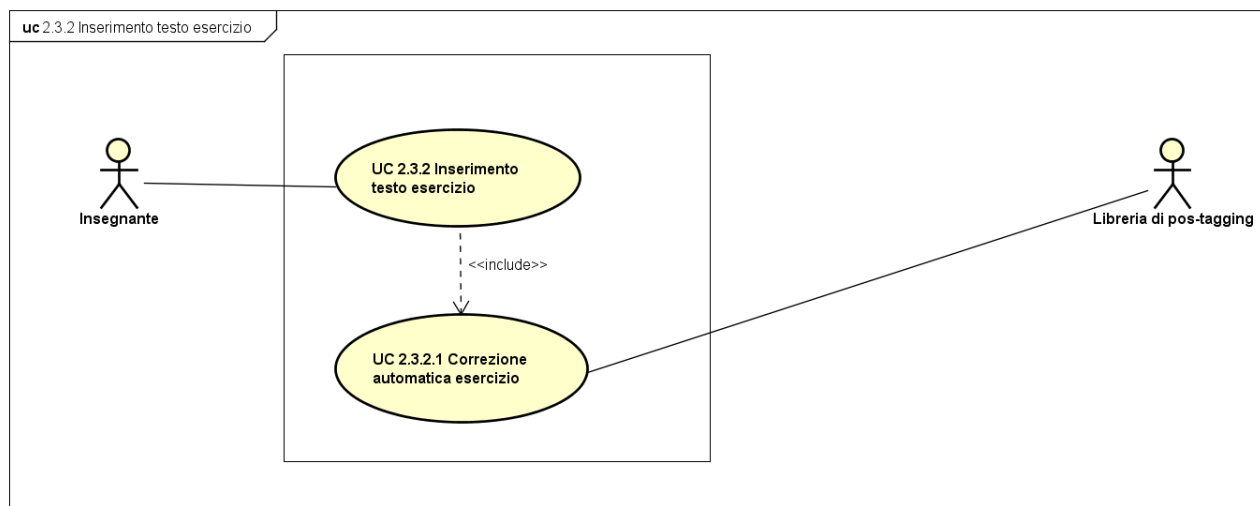 uc 2.3.2 Inserimento testo esercizio
UC 2.3.2 Inserimento
testo esercizio
Insegnante
Libreria di pos-tagging
<<include>>
UC 2.3.2.1 Correzione
automatica esercizio